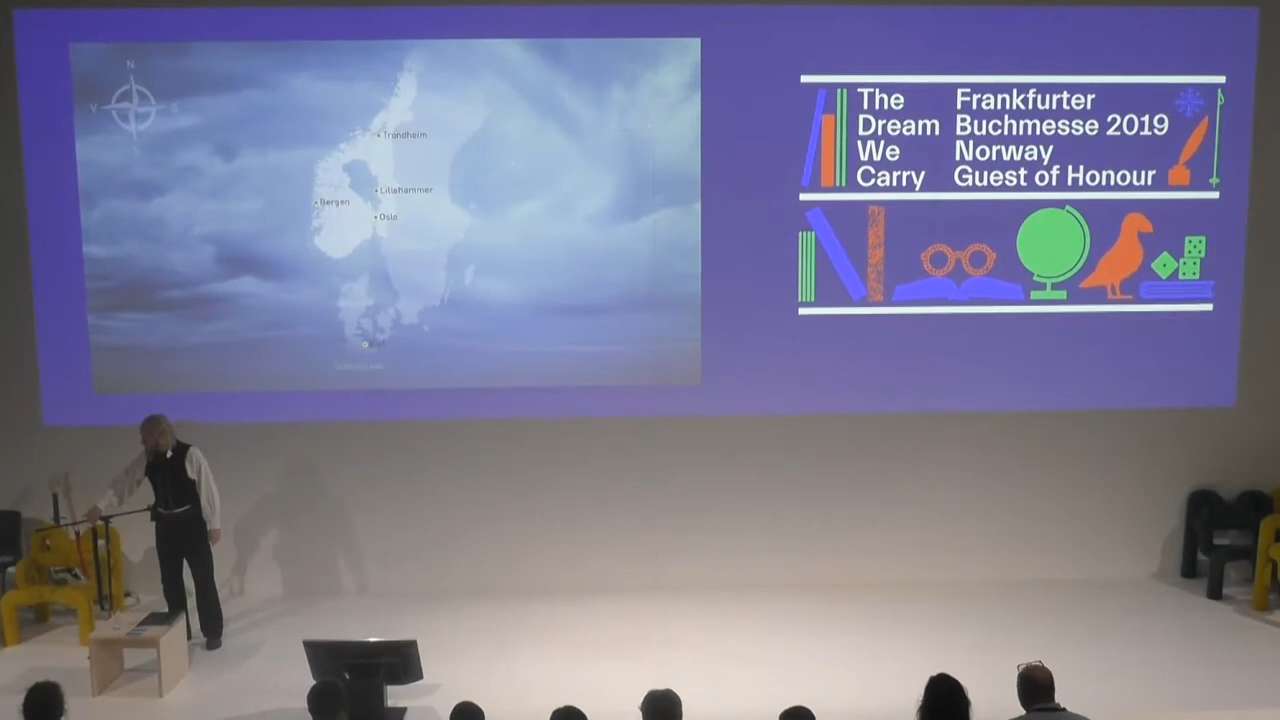 N
V
Trondheim
Lillehammer
Bergen
Oslo
The Dream We Carry
Frankfurter Buchmesse 2019 Norway Guest of Honour